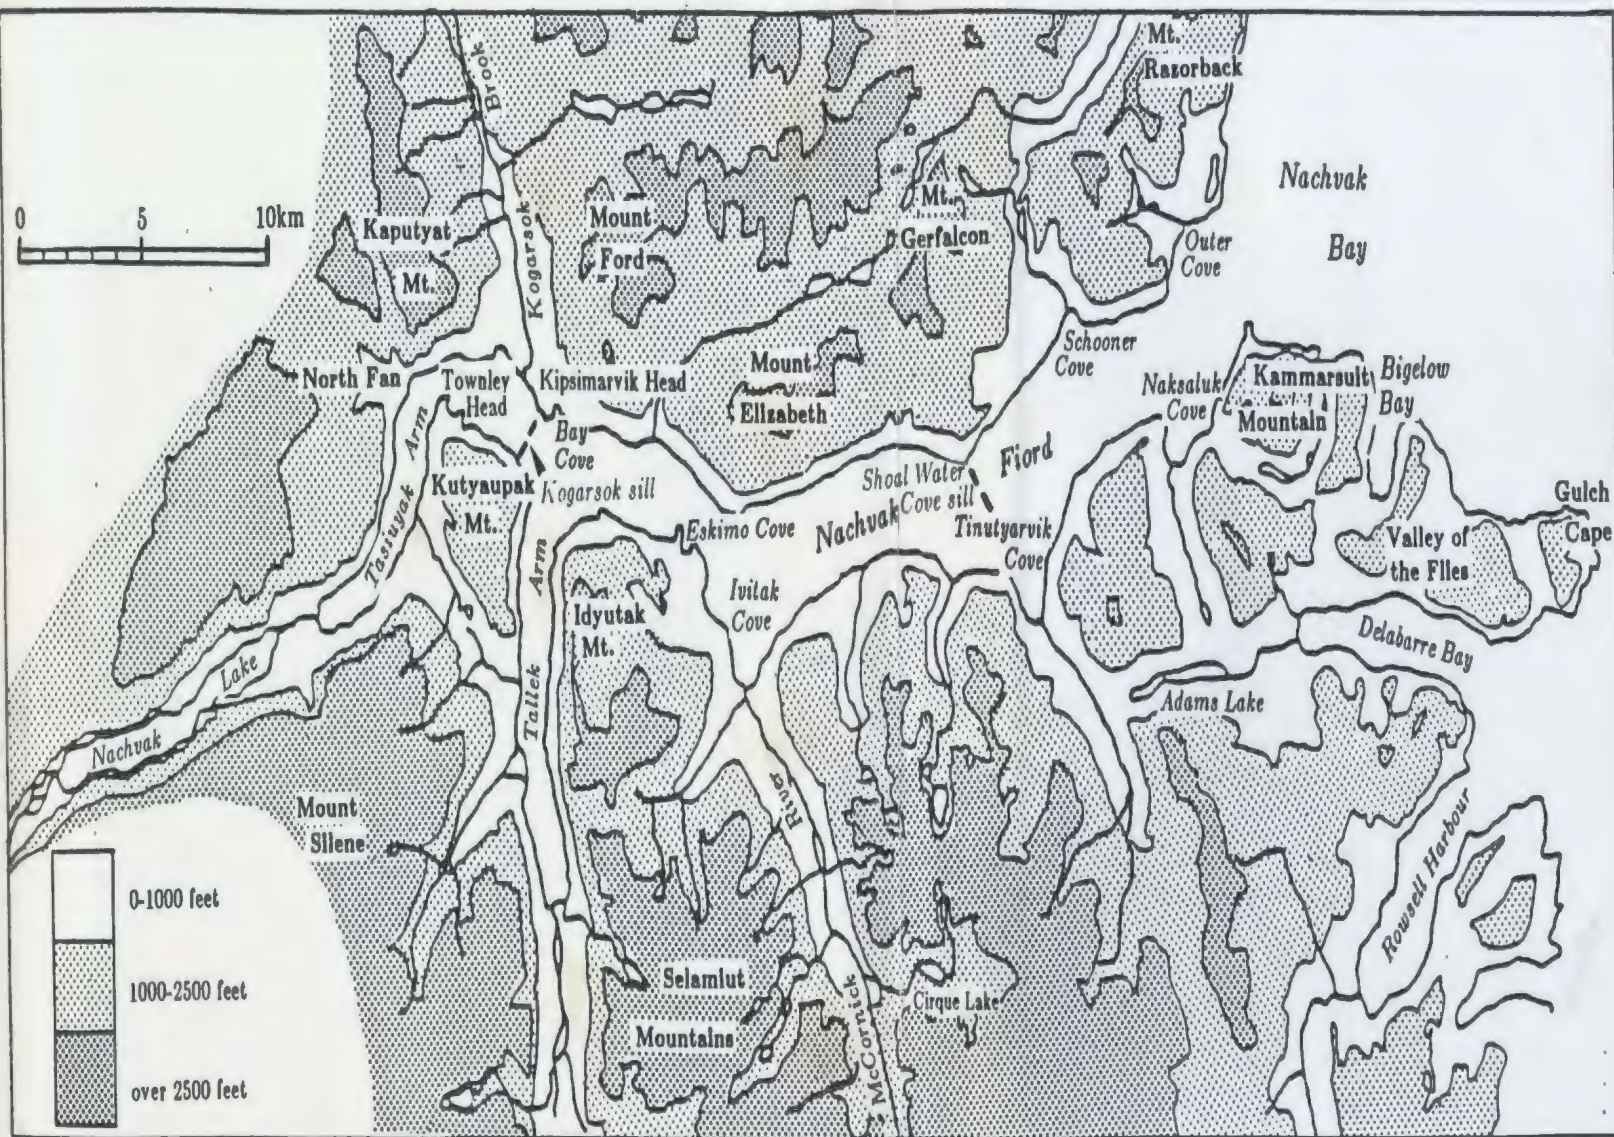 Mt.
Razorback
Nachvak
Bay
Brook
0 5 10km
Kaputyat
Mt.
Kogarsok
Mount
Ford
Mt.
Gerfalcon
Outer
Cove
Schooner
Cove
North Fan
Townley
Head
Kipsimarvik Head
Mount
Elizabeth
Naksaluk
Cove
Kammarsuit
Mountain
Bigelow
Bay
Bay
Cove
Kogarsok sill
Kutyaupak
Mt.
Tasiuyak Arm
Shoal Water
Cove sill
Nachvak Fiord
Eskimo Cove
Tinutyarvik
Cove
Gulch
Cape
Valley of
the Flies
Ivitak
Cove
Idyutak
Mt.
Tallek Arm
Delabarre Bay
Nachvak Lake
Adams Lake
Mount
Silene
River
Rowsell Harbour
0-1000 feet
1000-2500 feet
over 2500 feet
Selamiut
Mountains
McCornick
Cirque Lake